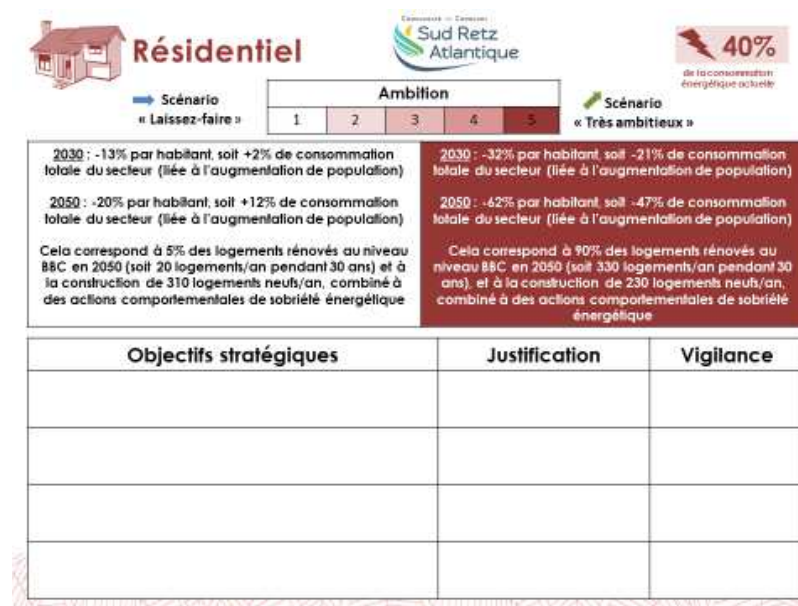 Résidentiel
Communauté de Communes
Sud Retz
Atlantique
40%
de la consommation
énergétique actuelle
Scénario
« Laissez-faire »
Ambition
1 2 3 4 5
Scénario
« Très ambitieux »
2030 : -13% par habitant, soit +2% de consommation
totale du secteur (liée à l'augmentation de population)
2050 : -20% par habitant, soit +12% de consommation
totale du secteur (liée à l'augmentation de population)
Cela correspond à 5% des logements rénovés au niveau
BBC en 2050 (soit 20 logements/an pendant 30 ans) et à
la construction de 310 logements neufs/an, combiné à
des actions comportementales de sobriété énergétique
2030 : -32% par habitant, soit -21% de consommation
totale du secteur (liée à l'augmentation de population)
2050 : -62% par habitant, soit -47% de consommation
totale du secteur (liée à l'augmentation de population)
Cela correspond à 90% des logements rénovés au
niveau BBC en 2050 (soit 330 logements/an pendant 30
ans), et à la construction de 230 logements neufs/an,
combiné à des actions comportementales de sobriété
énergétique
Objectifs stratégiques
Justification
Vigilance